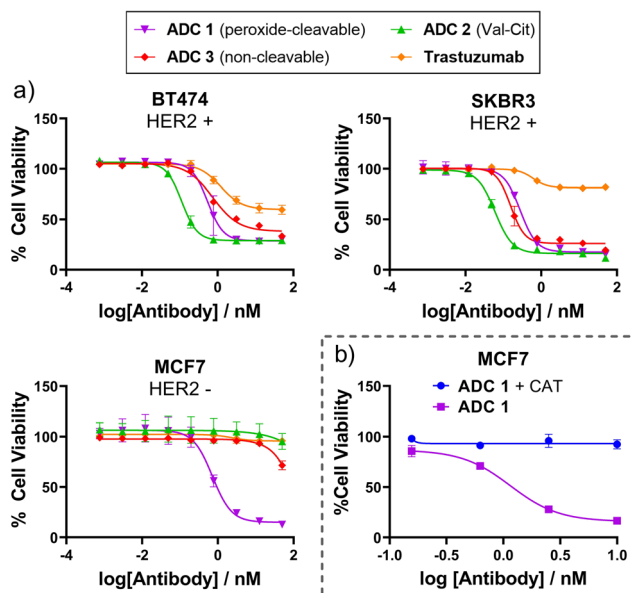 ADC 1 (peroxide-cleavable) ADC 2 (Val-Cit)
ADC 3 (non-cleavable) Trastuzumab
a)
BT474
HER2 +
% Cell Viability
150
100
50
0
-4 -2 0 2
log[Antibody] / nM
SKBR3
HER2 +
% Cell Viability
150
100
50
0
-4 -2 0 2
log[Antibody] / nM
MCF7
HER2 -
% Cell Viability
150
100
50
0
-4 -2 0 2
log[Antibody] / nM
b)
MCF7
ADC 1 + CAT
ADC 1
%Cell Viability
150
100
50
0
-1.0 -0.5 0.0 0.5 1.0
log [Antibody] / nM